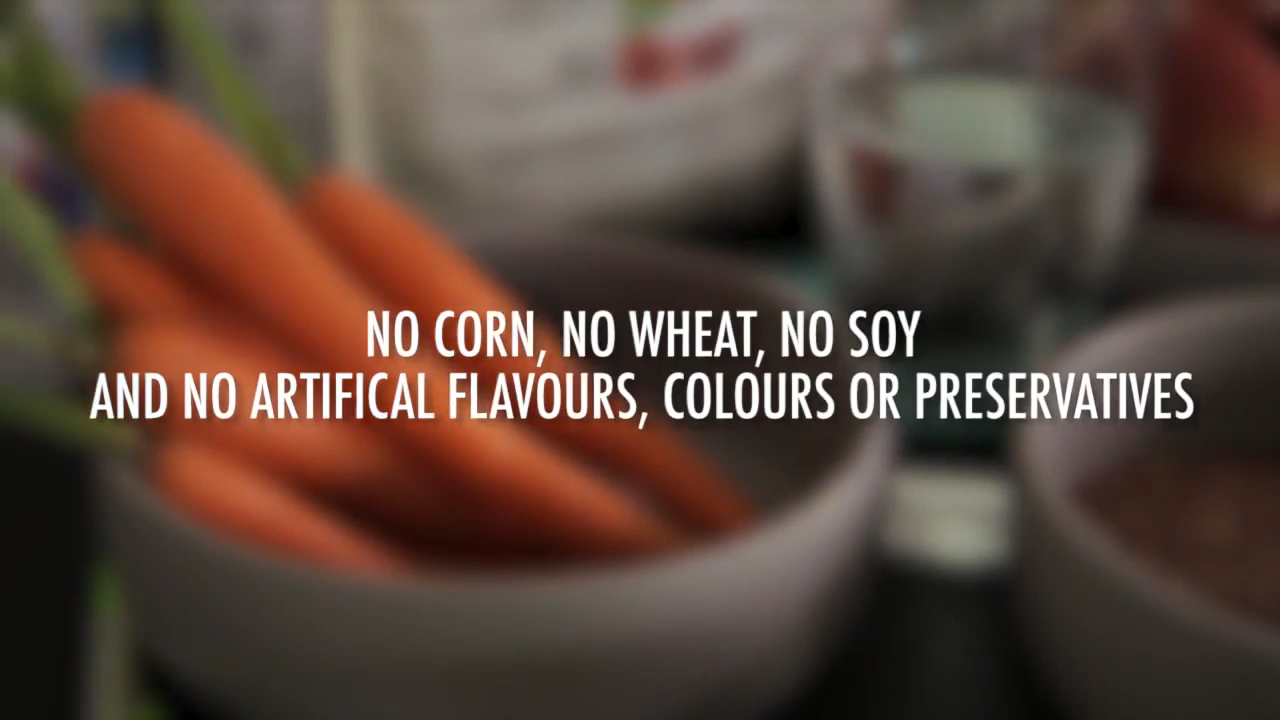 NO CORN, NO WHEAT, NO SOY
AND NO ARTIFICAL FLAVOURS, COLOURS OR PRESERVATIVES